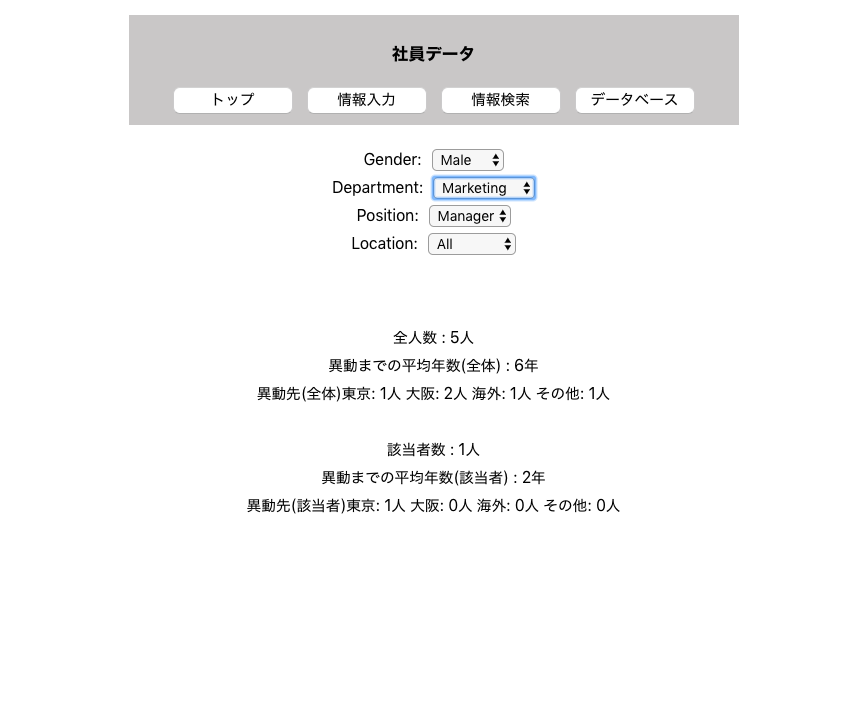 社員データ
トップ 情報入力 情報検索 データベース
Gender: Male
Department: Marketing
Position: Manager
Location: All
全人数 : 5人
異動までの平均年数(全体) : 6年
異動先(全体)東京: 1人 大阪: 2人 海外: 1人 その他: 1人
該当者数 : 1人
異動までの平均年数(該当者) : 2年
異動先(該当者)東京: 1人 大阪: 0人 海外: 0人 その他: 0人